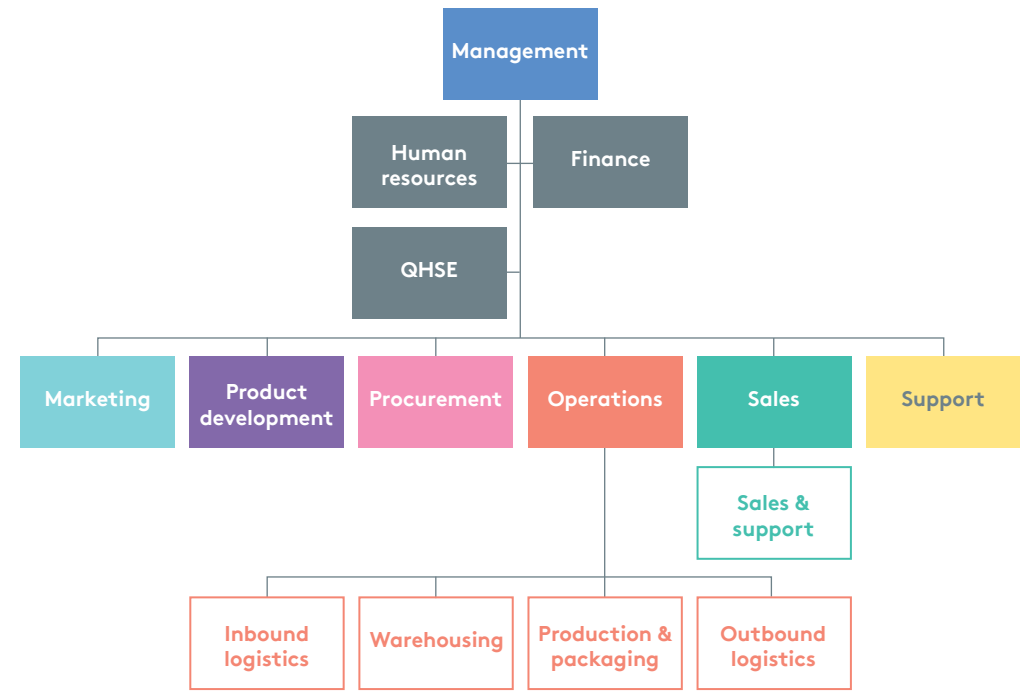 Management
Human
resources
Finance
QHSE
Marketing
Product
development
Procurement
Operations
Sales
Support
Sales &
support
Inbound
logistics
Warehousing
Production &
packaging
Outbound
logistics